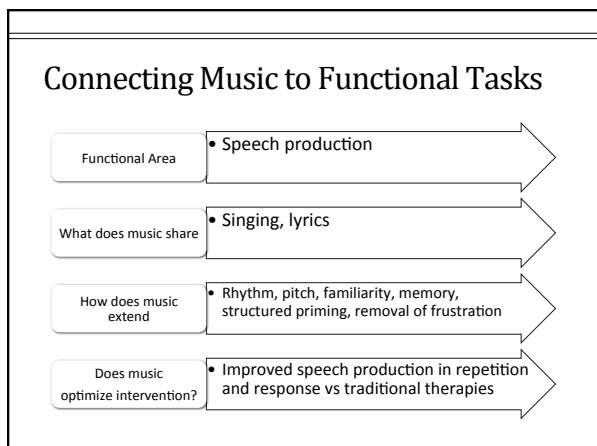 Connecting Music to Functional Tasks
Functional Area
• Speech production
What does music share
• Singing, lyrics
How does music
extend
• Rhythm, pitch, familiarity, memory,
structured priming, removal of frustration
Does music
optimize intervention?
• Improved speech production in repetition
and response vs traditional therapies